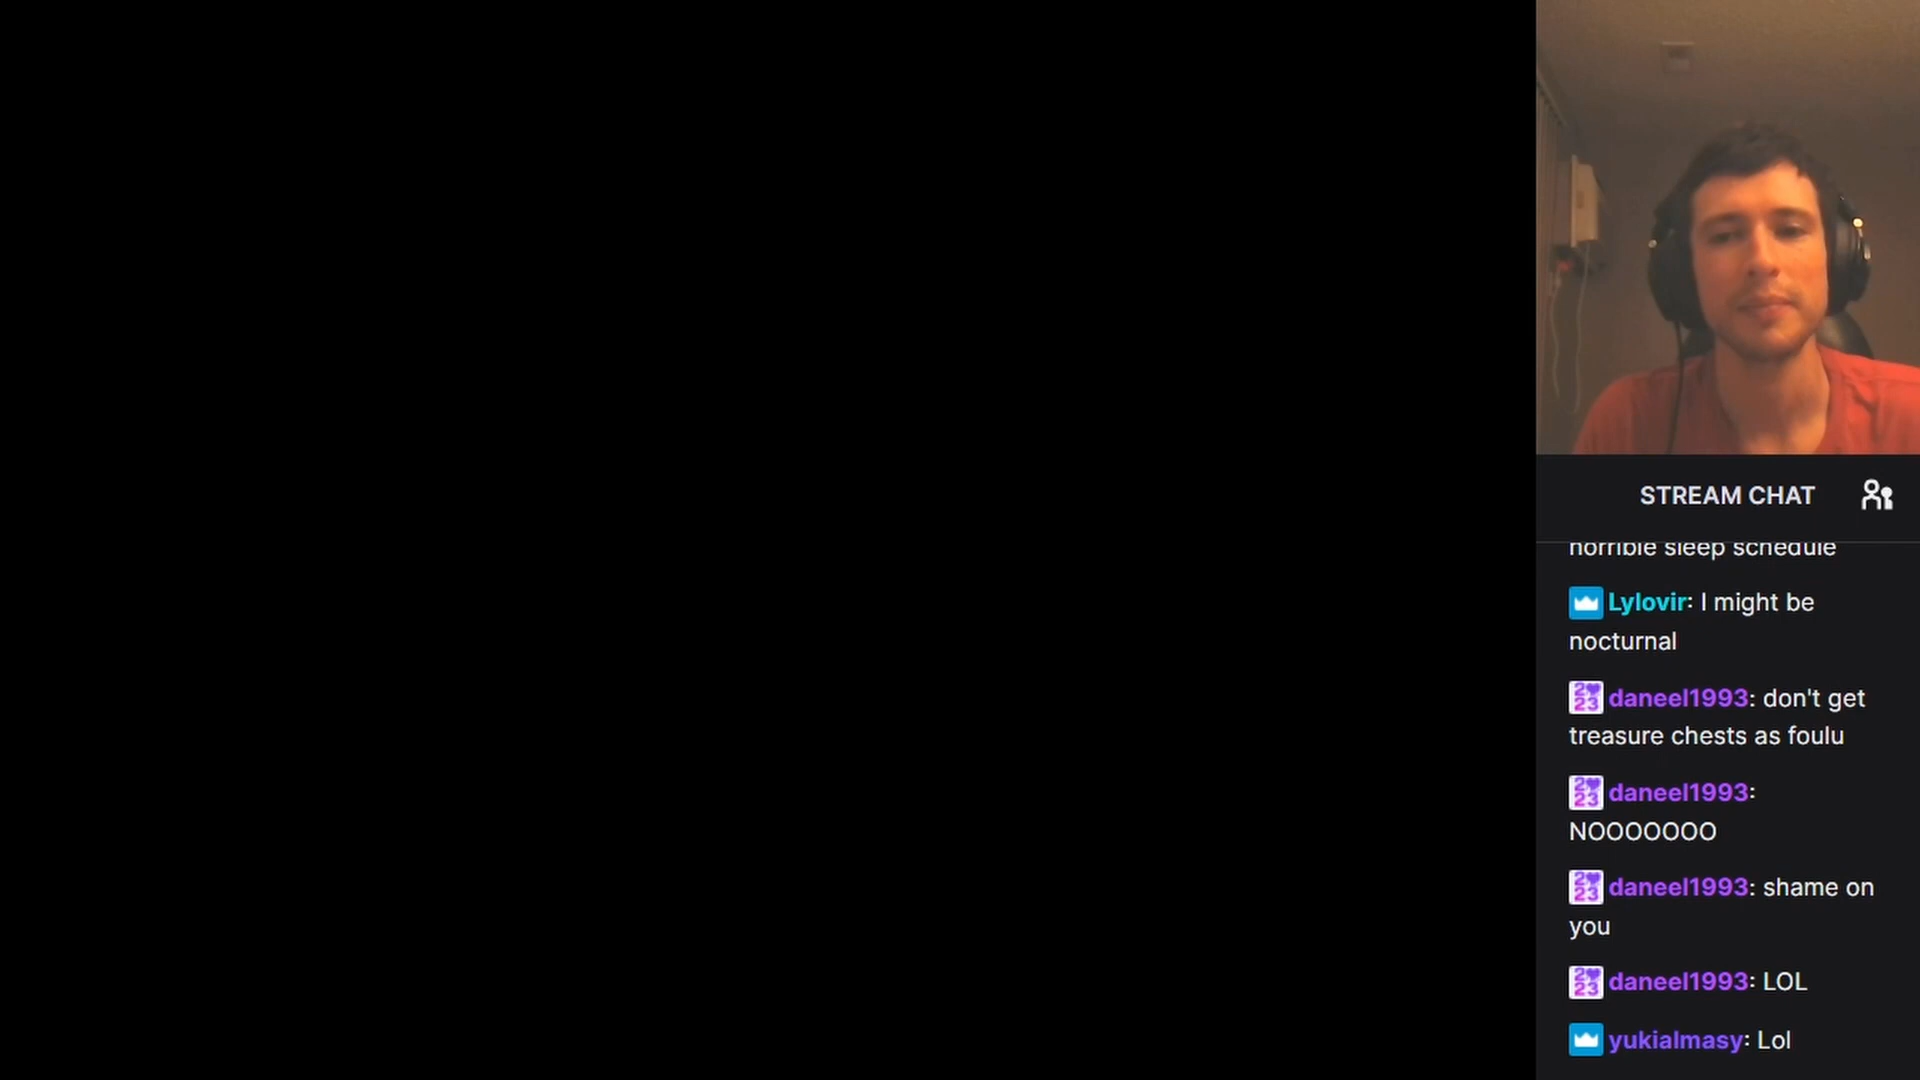 STREAM CHAT
horrible sleep schedule
Lylovir: I might be
nocturnal
daneel1993: don't get
treasure chests as foulu
daneel1993:
NOOOOOOO
daneel1993: shame on
you
daneel1993: LOL
yukialmasy: Lol